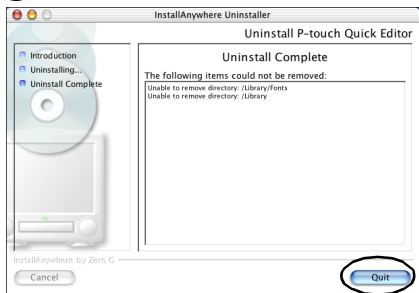 InstallAnywhere Uninstaller
Uninstall P-touch Quick Editor
Introduction
Uninstalling...
Uninstall Complete
Uninstall Complete
The following items could not be removed:
Unable to remove directory: /Library/Fonts
Unable to remove directory: /Library
InstallAnywhere by Zero G
Cancel
Quit